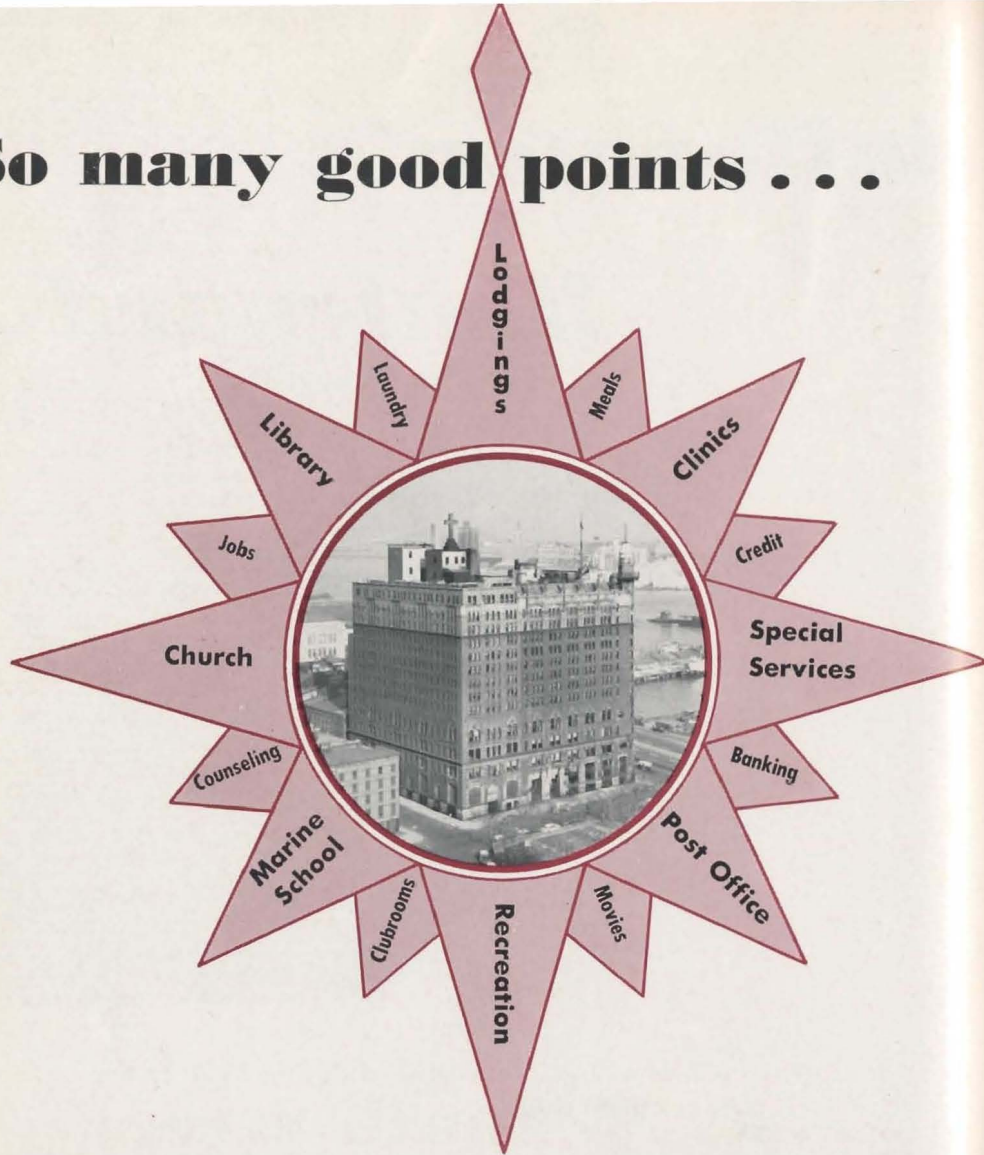 So many good points . . .
Lodgings
Meals
Clinics
Credit
Special
Services
Banking
Post Office
Movies
Recreation
Clubrooms
Marine
School
Counseling
Church
Jobs
Library
Laundry